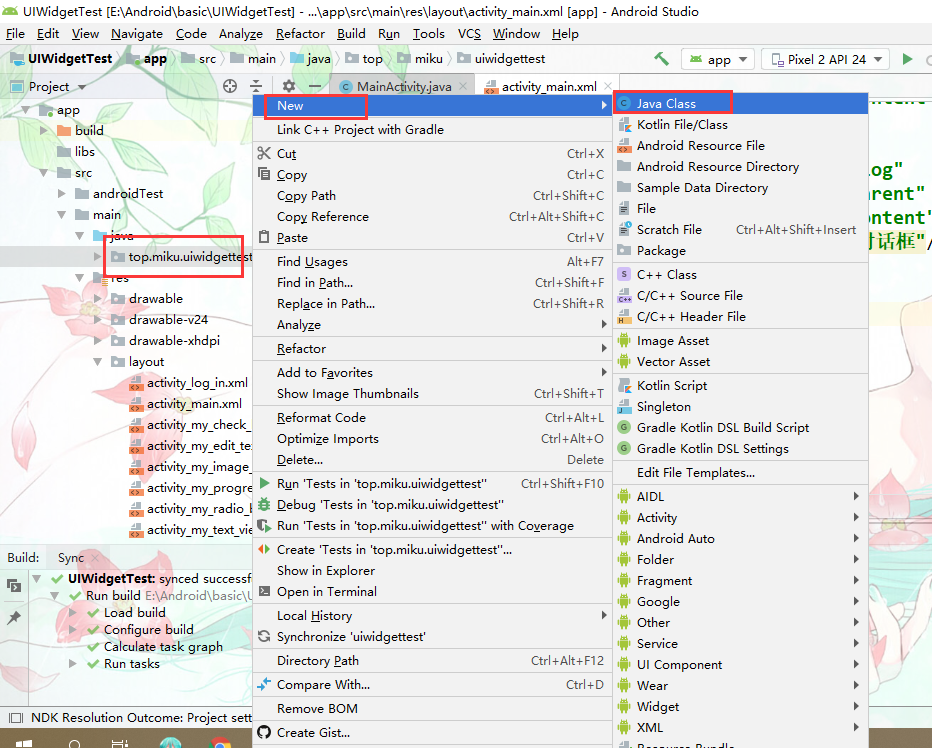 UIWidgetTest [E:\Android\basic\UIWidgetTest] - ...\app\src\main\res\layout\activity_main.xml [app] - Android Studio
File Edit View Navigate Code Analyze Refactor Build Run Tools VCS Window Help
UIWidgetTest app src main java top miku uiwidgettest app Pixel 2 API 24
Project MainActivity.java activity_main.xml
app
build
libs
src
androidTest
main
java
top.miku.uiwidgettest
res
drawable
drawable-v24
drawable-xhdpi
layout
activity_log_in.xml
activity_main.xml
activity_my_check_
activity_my_edit_te
activity_my_image_
activity_my_progre
activity_my_radio_b
activity_my_text_vie
New
Link C++ Project with Gradle
Cut Ctrl+X
Copy Ctrl+C
Copy Path Ctrl+Shift+C
Copy Reference Ctrl+Alt+Shift+C
Paste Ctrl+V
Find Usages Alt+F7
Find in Path... Ctrl+Shift+F
Replace in Path... Ctrl+Shift+R
Analyze
Refactor
Add to Favorites
Show Image Thumbnails Ctrl+Shift+T
Reformat Code Ctrl+Alt+L
Optimize Imports Ctrl+Alt+O
Delete... Delete
Run 'Tests in 'top.miku.uiwidgettest'' Ctrl+Shift+F10
Debug 'Tests in 'top.miku.uiwidgettest''
Run 'Tests in 'top.miku.uiwidgettest'' with Coverage
Create 'Tests in 'top.miku.uiwidgettest''...
Show in Explorer
Open in Terminal
Local History
Synchronize 'uiwidgettest'
Directory Path Ctrl+Alt+F12
Compare With... Ctrl+D
Remove BOM
Create Gist...
Java Class
Kotlin File/Class
Android Resource File
Android Resource Directory
Sample Data Directory
File
Scratch File Ctrl+Alt+Shift+Insert
Package
C++ Class
C/C++ Source File
C/C++ Header File
Image Asset
Vector Asset
Kotlin Script
Singleton
Gradle Kotlin DSL Build Script
Gradle Kotlin DSL Settings
Edit File Templates...
AIDL
Activity
Android Auto
Folder
Fragment
Google
Other
Service
UI Component
Wear
Widget
XML
Resource Bundle
log"
arent"
ontent"
对话框"/
Build: Sync
UIWidgetTest: synced successf
Run build E:\Android\basic\U
Load build
Configure build
Calculate task graph
Run tasks
NDK Resolution Outcome: Project sett